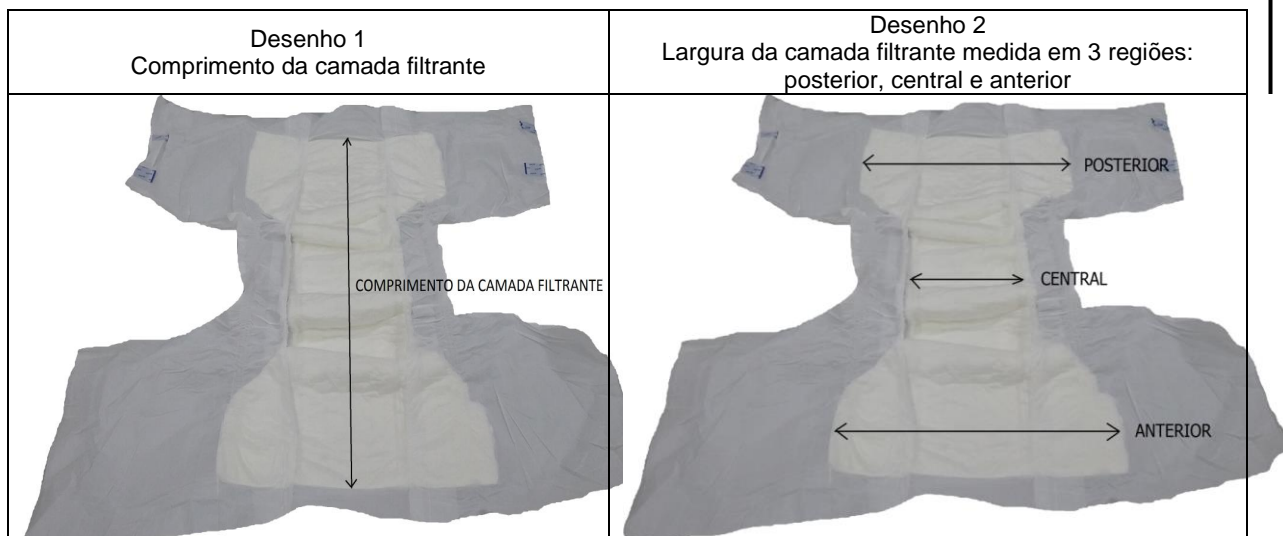 Desenho 1
Comprimento da camada filtrante
Desenho 2
Largura da camada filtrante medida em 3 regiões:
posterior, central e anterior
COMPRIMENTO DA CAMADA FILTRANTE
POSTERIOR
CENTRAL
ANTERIOR